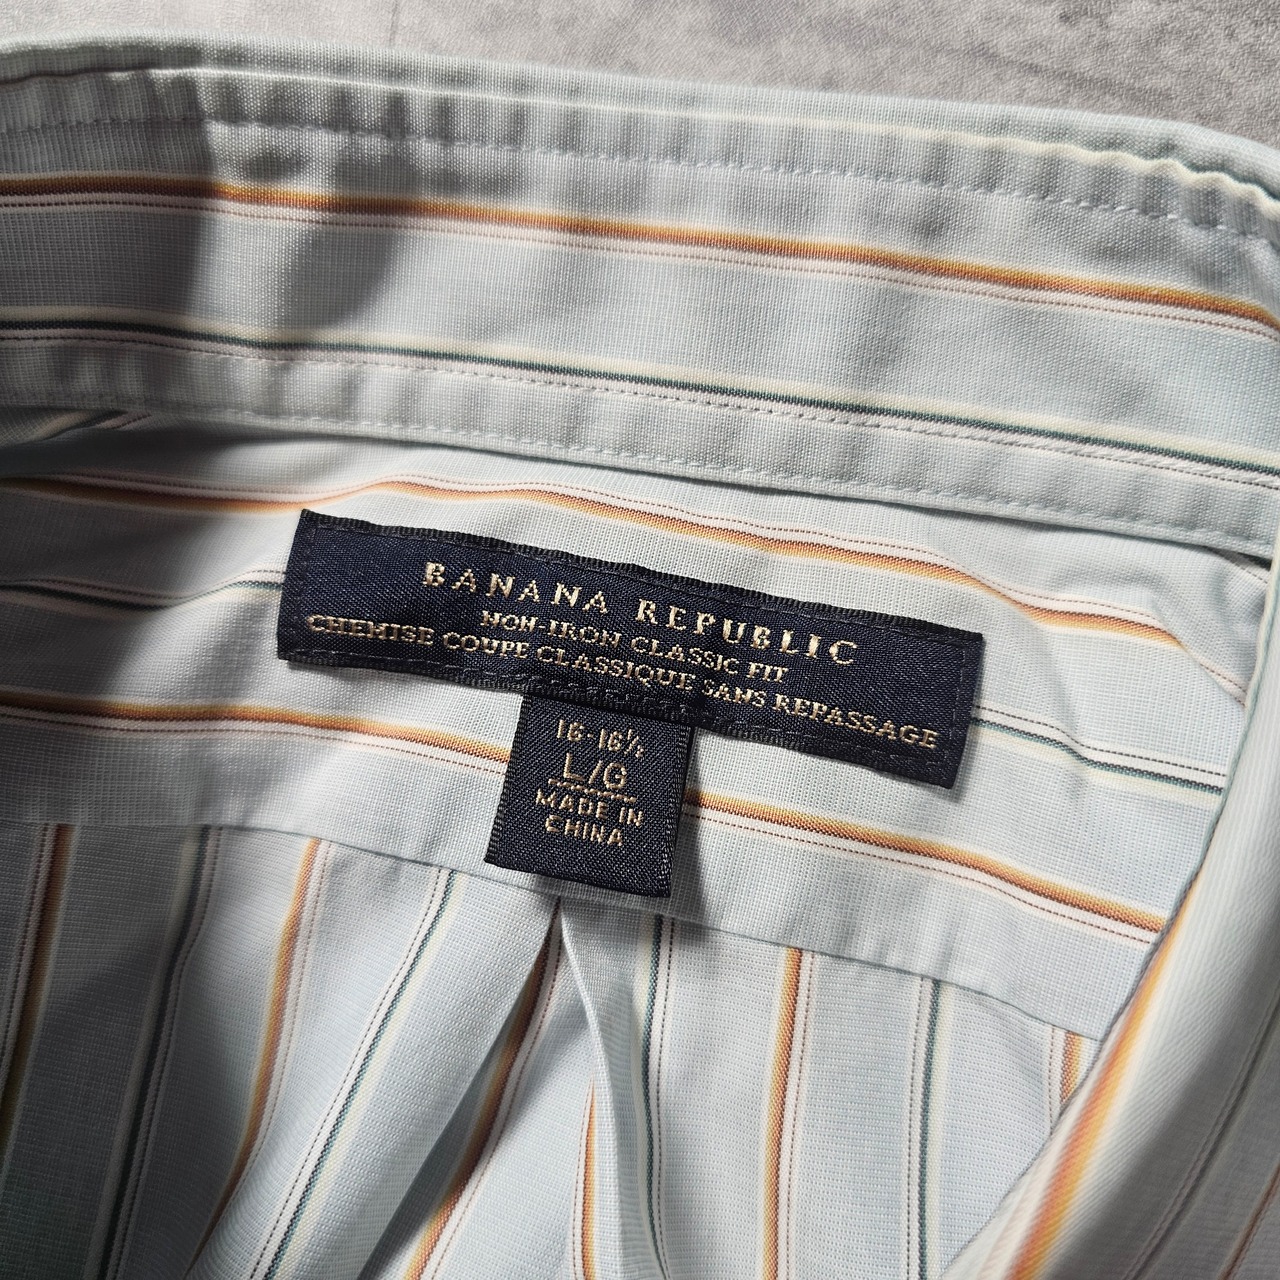 BANANA REPUBLIC
NON-IRON CLASSIC FIT
CHEMISE COUPE CLASSIQUE SANS REPASSAGE
16-16½
L/G
MADE IN
CHINA